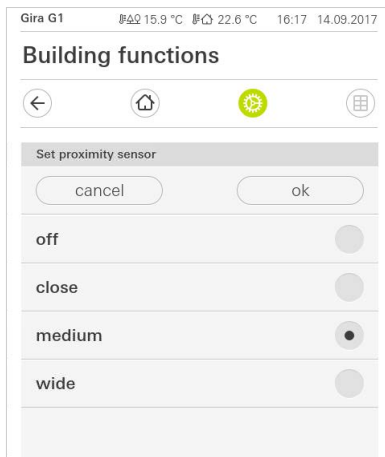 Gira G1 15.9 °C 22.6 °C 16:17 14.09.2017
Building functions
Set proximity sensor
cancel ok
off
close
medium
wide